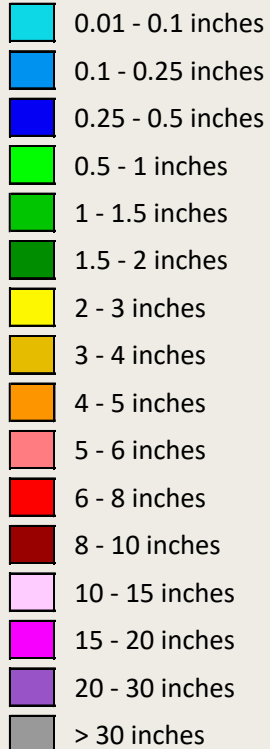 0.01 - 0.1 inches
0.1 - 0.25 inches
0.25 - 0.5 inches
0.5 - 1 inches
1 - 1.5 inches
1.5 - 2 inches
2 - 3 inches
3 - 4 inches
4 - 5 inches
5 - 6 inches
6 - 8 inches
8 - 10 inches
10 - 15 inches
15 - 20 inches
20 - 30 inches
> 30 inches